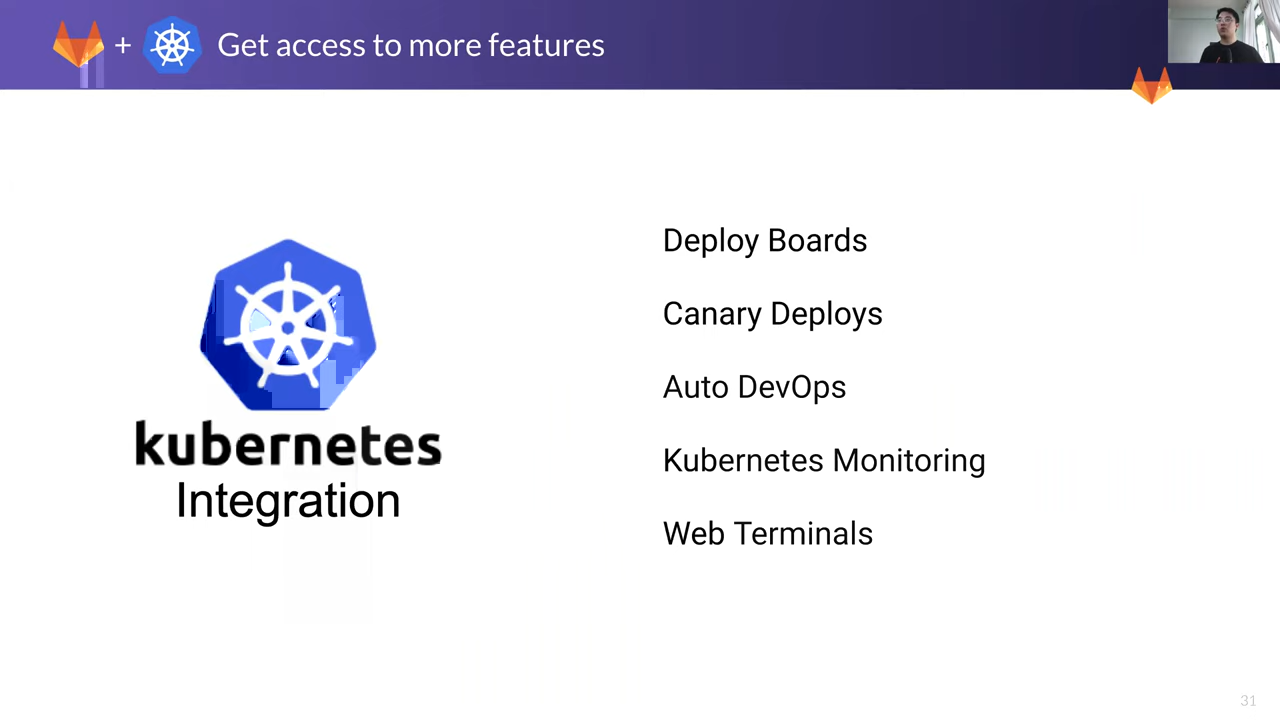 + Get access to more features
kubernetes
Integration
Deploy Boards
Canary Deploys
Auto DevOps
Kubernetes Monitoring
Web Terminals
31